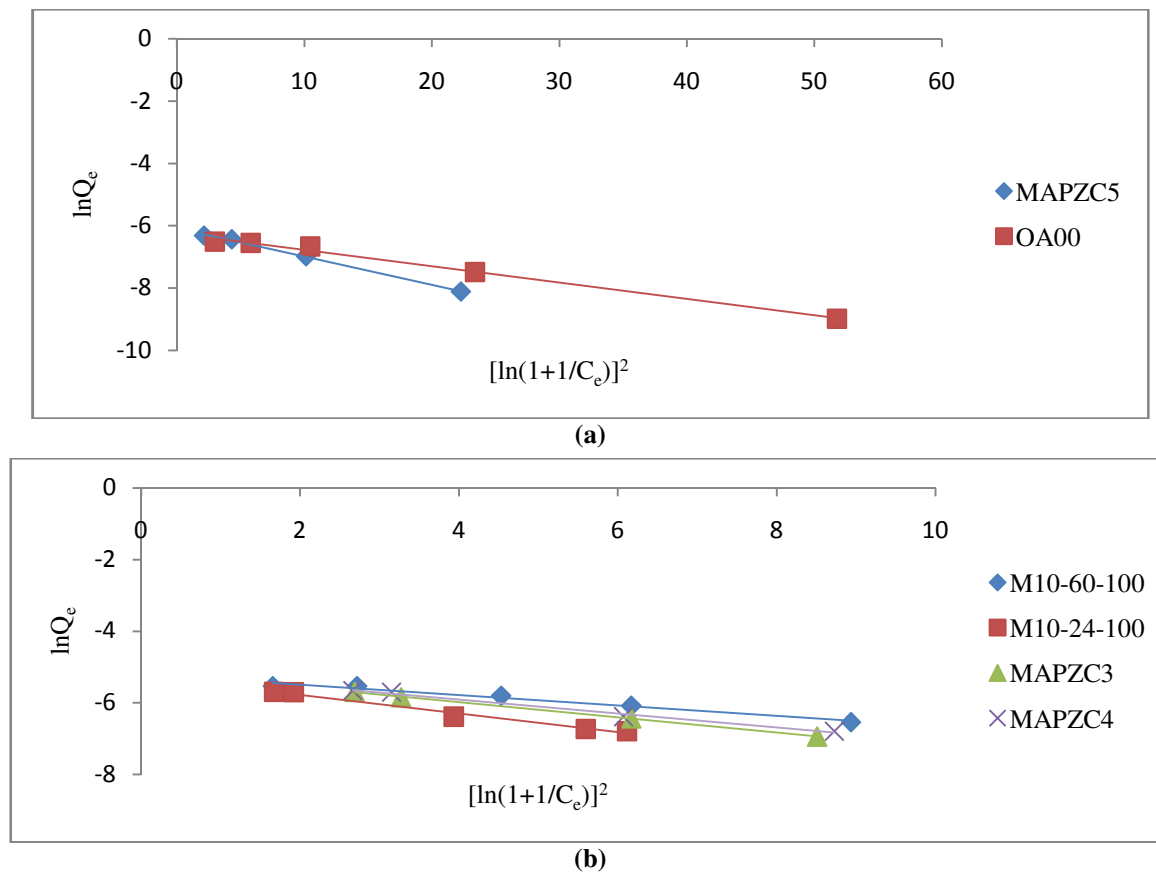 0
0 10 20 30 40 50 60
-2
-4
-6
-8
-10
lnQₑ
[ln(1+1/Cₑ)]²
MAPZC5
OA00
(a)
0
0 2 4 6 8 10
-2
-4
-6
-8
lnQₑ
[ln(1+1/Cₑ)]²
M10-60-100
M10-24-100
MAPZC3
MAPZC4
(b)